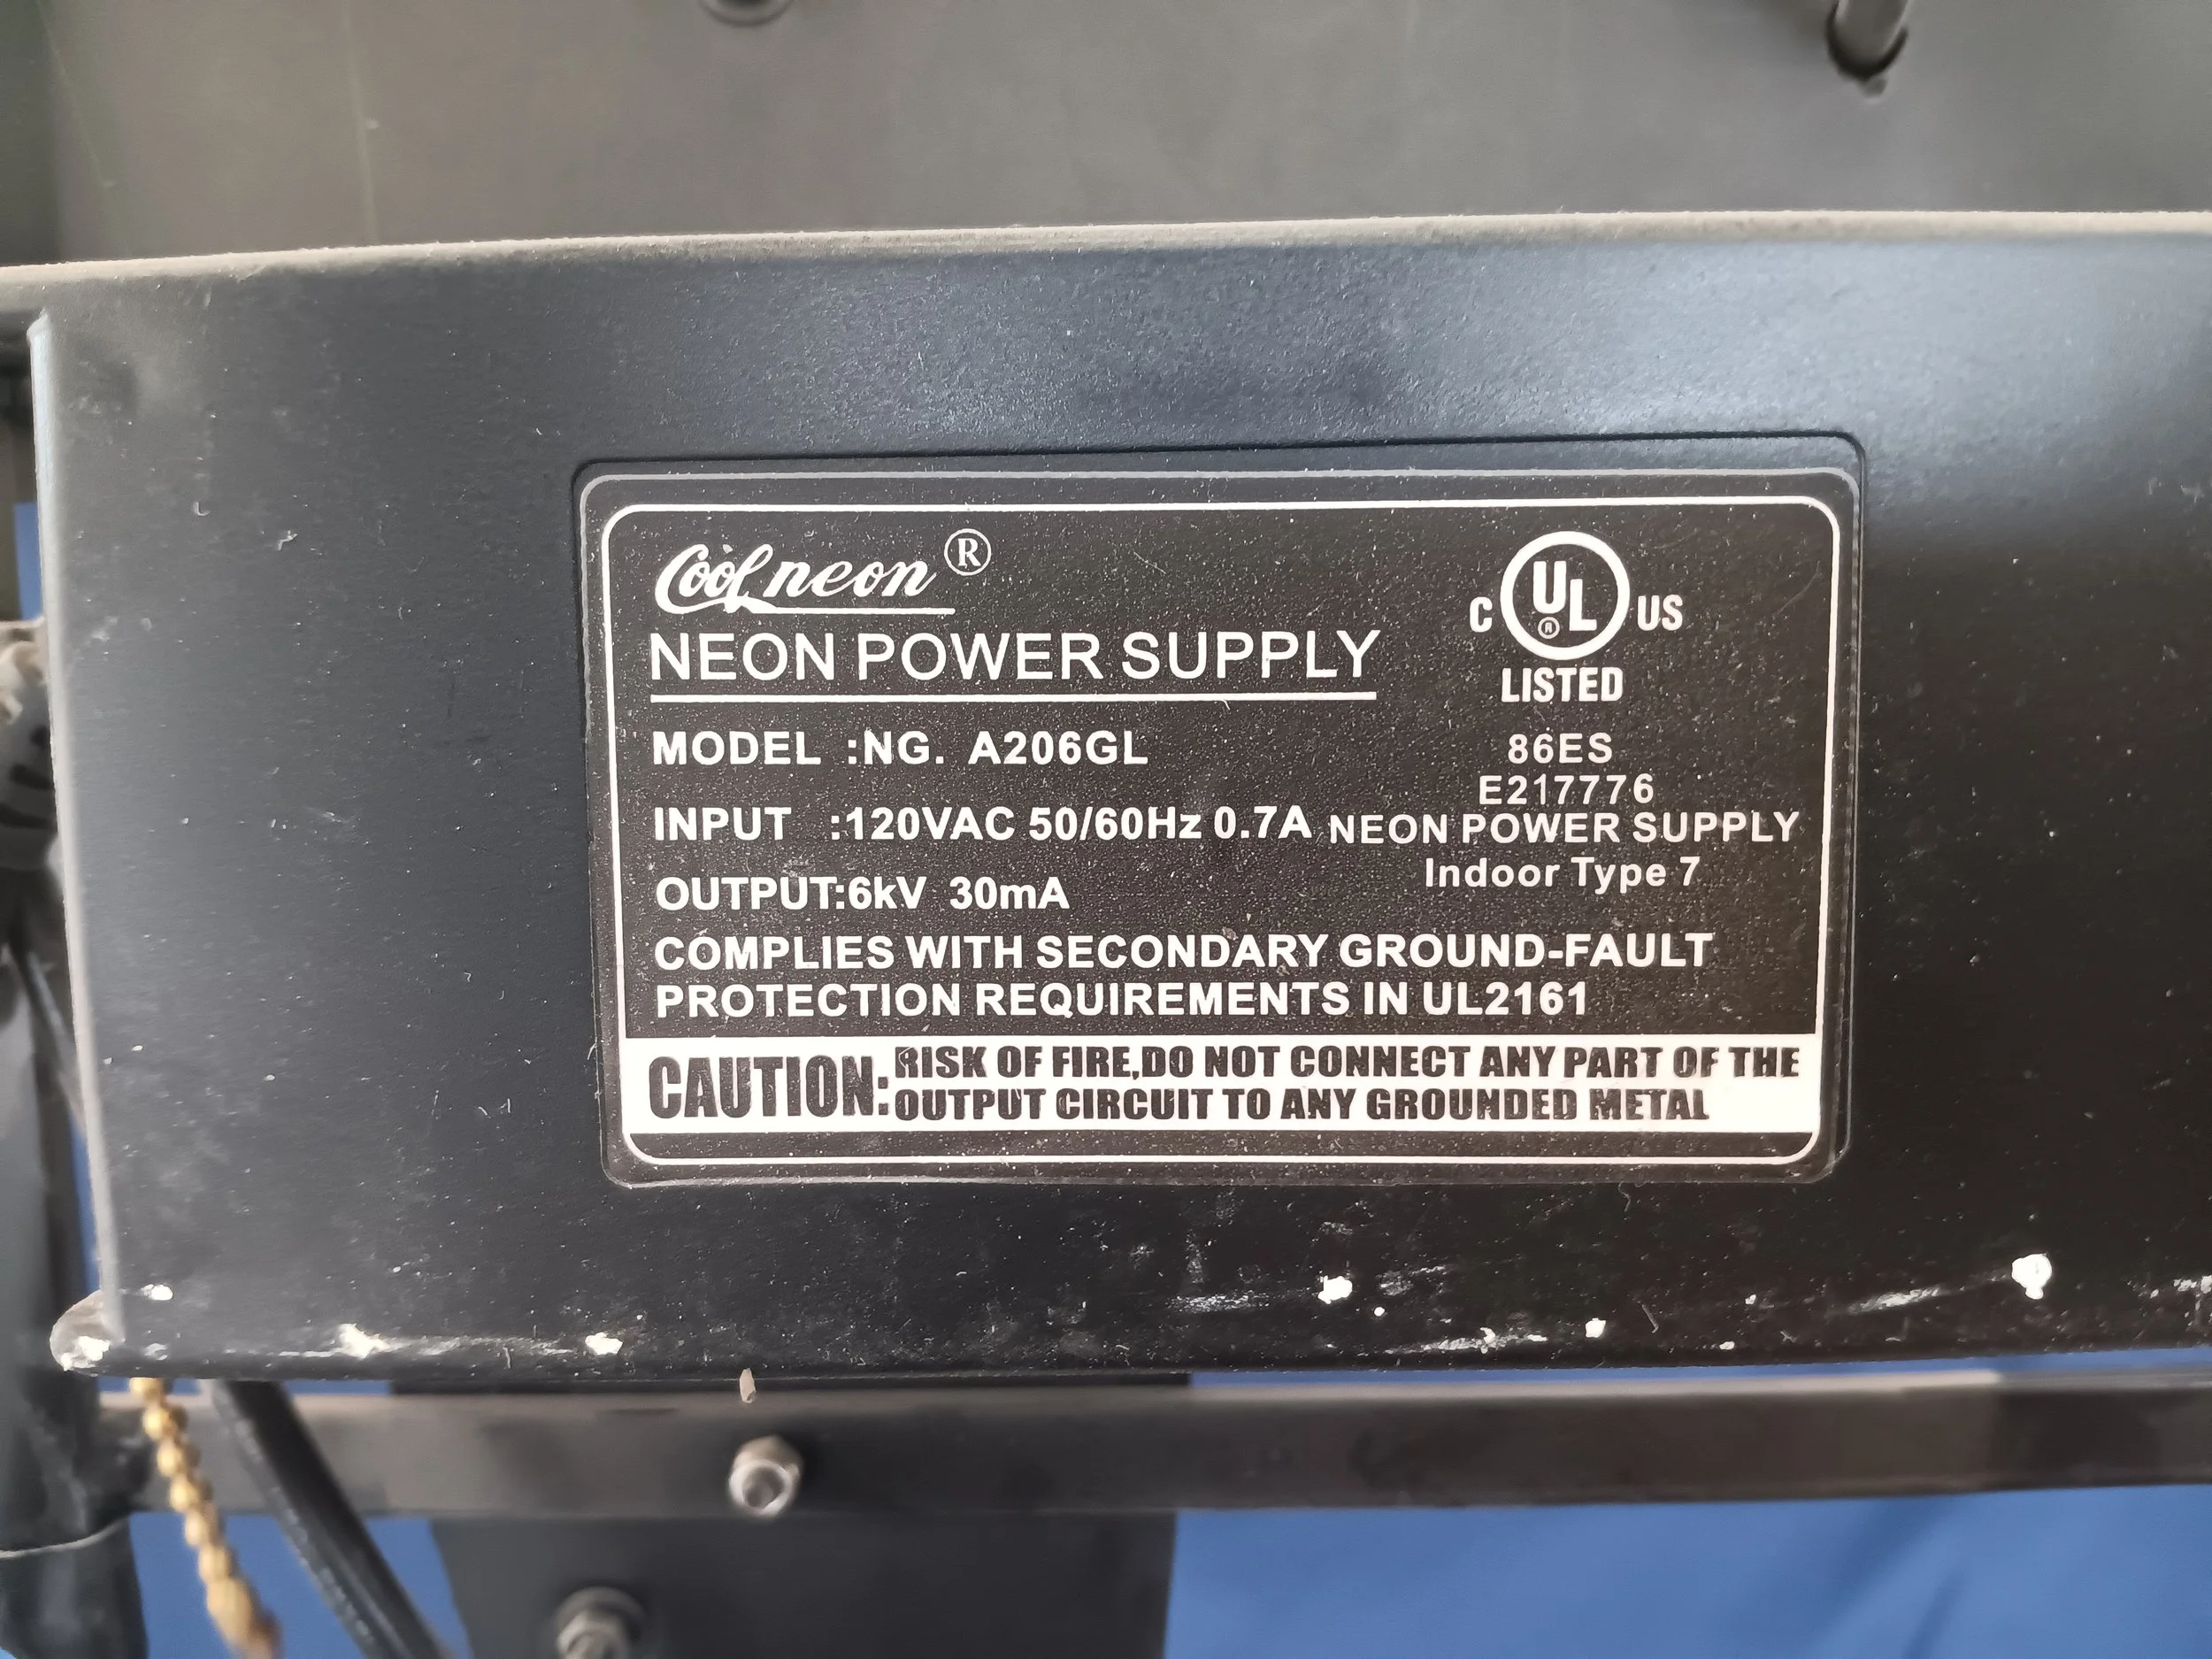 Coolneon ®
NEON POWER SUPPLY
C UL ® US
LISTED
MODEL :NG. A206GL
86ES
E217776
INPUT :120VAC 50/60Hz 0.7A
NEON POWER SUPPLY
Indoor Type 7
OUTPUT:6kV 30mA
COMPLIES WITH SECONDARY GROUND-FAULT
PROTECTION REQUIREMENTS IN UL2161
CAUTION: RISK OF FIRE,DO NOT CONNECT ANY PART OF THE
OUTPUT CIRCUIT TO ANY GROUNDED METAL